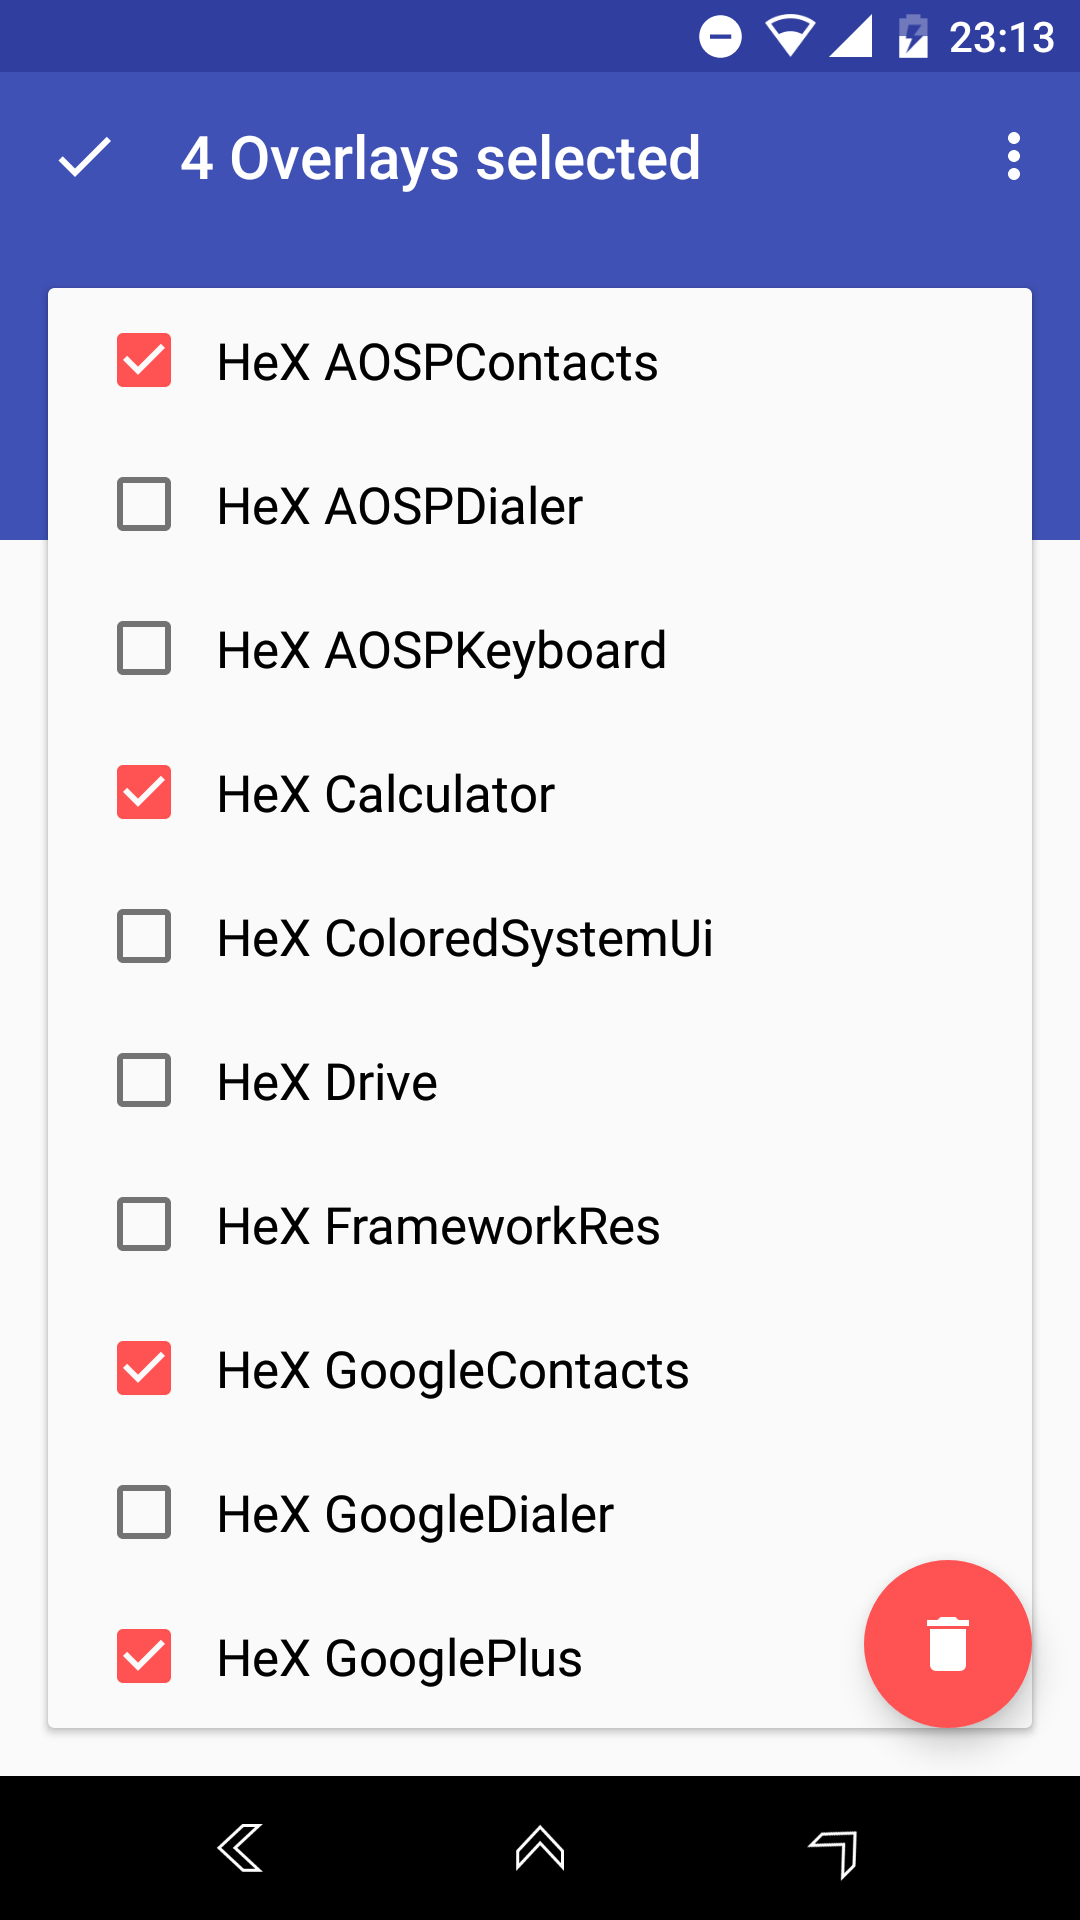 23:13
4 Overlays selected
HeX AOSPContacts
HeX AOSPDialer
HeX AOSPKeyboard
HeX Calculator
HeX ColoredSystemUi
HeX Drive
HeX FrameworkRes
HeX GoogleContacts
HeX GoogleDialer
HeX GooglePlus